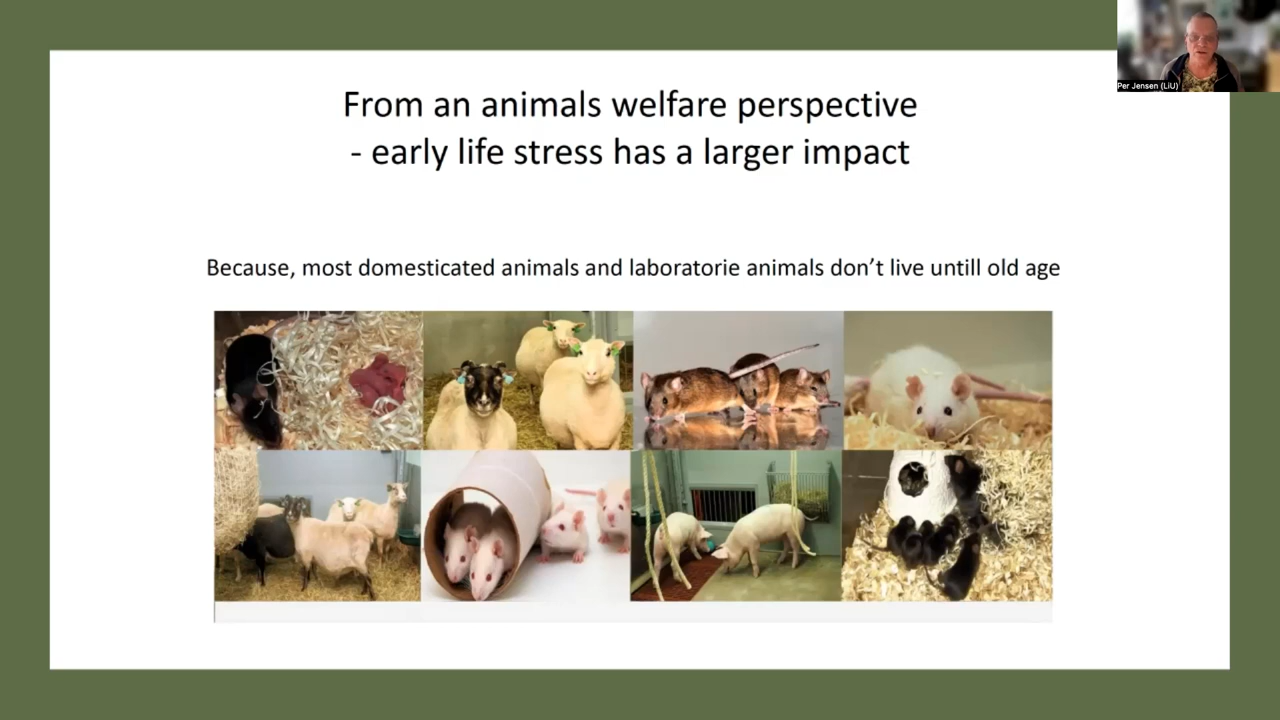 From an animals welfare perspective
- early life stress has a larger impact
Because, most domesticated animals and laboratorie animals don’t live untill old age
Per Jensen (LiU)